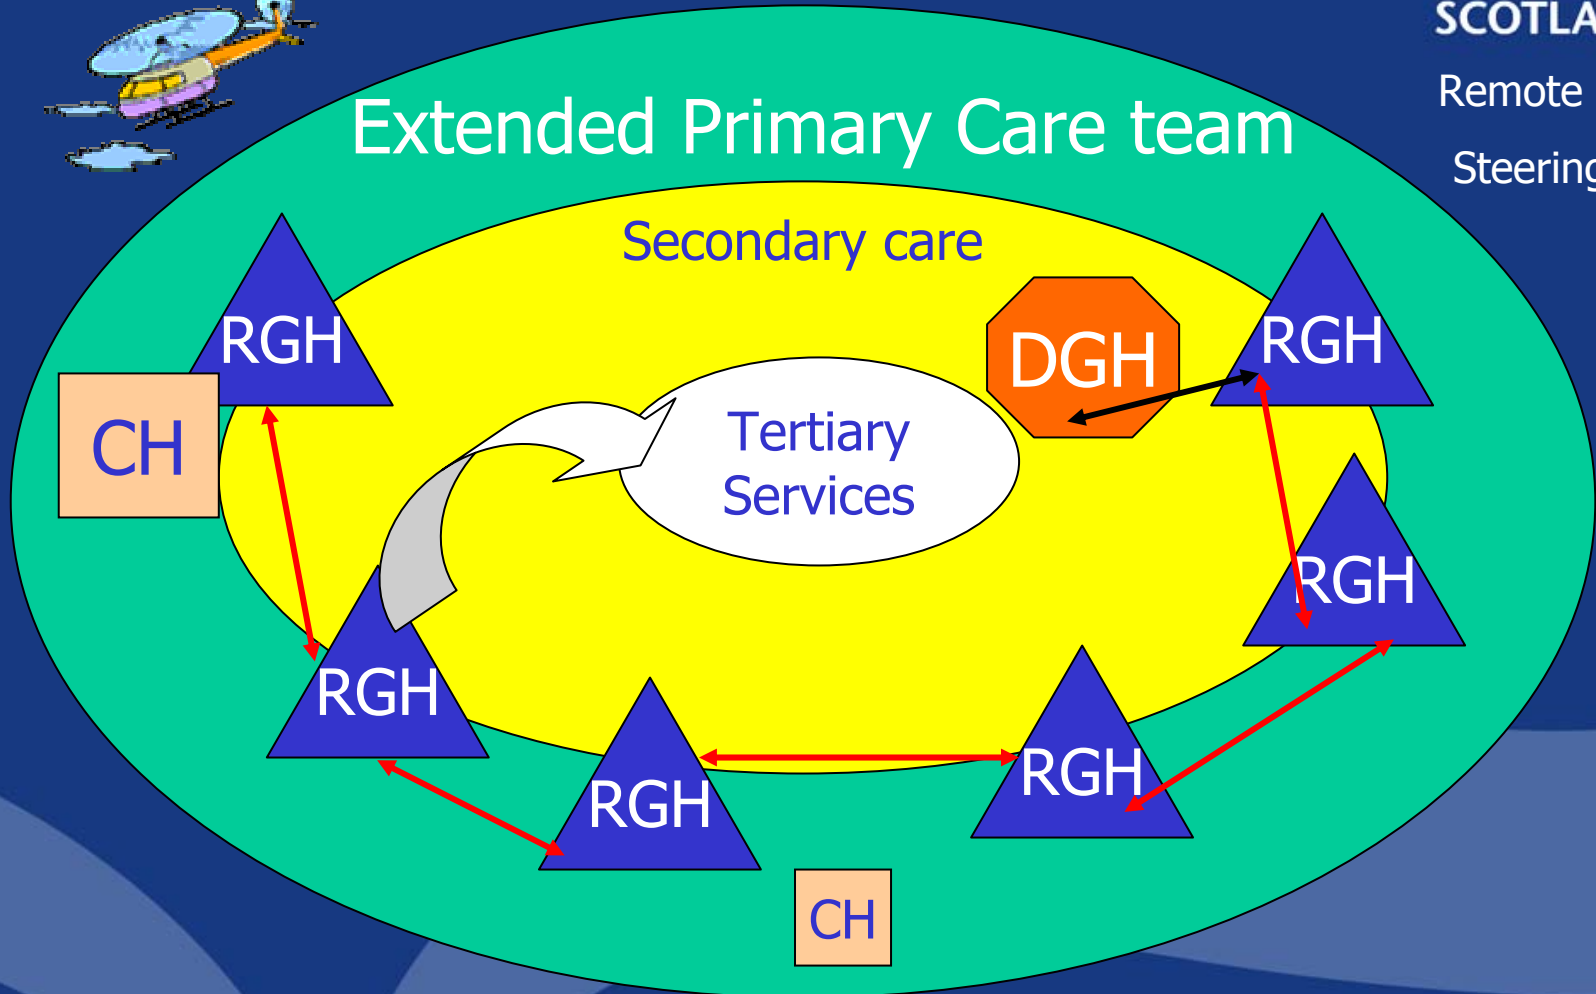 SCOTLA
Remote
Steering
Extended Primary Care team
Secondary care
RGH
DGH
RGH
CH
Tertiary
Services
RGH
RGH
RGH
RGH
CH